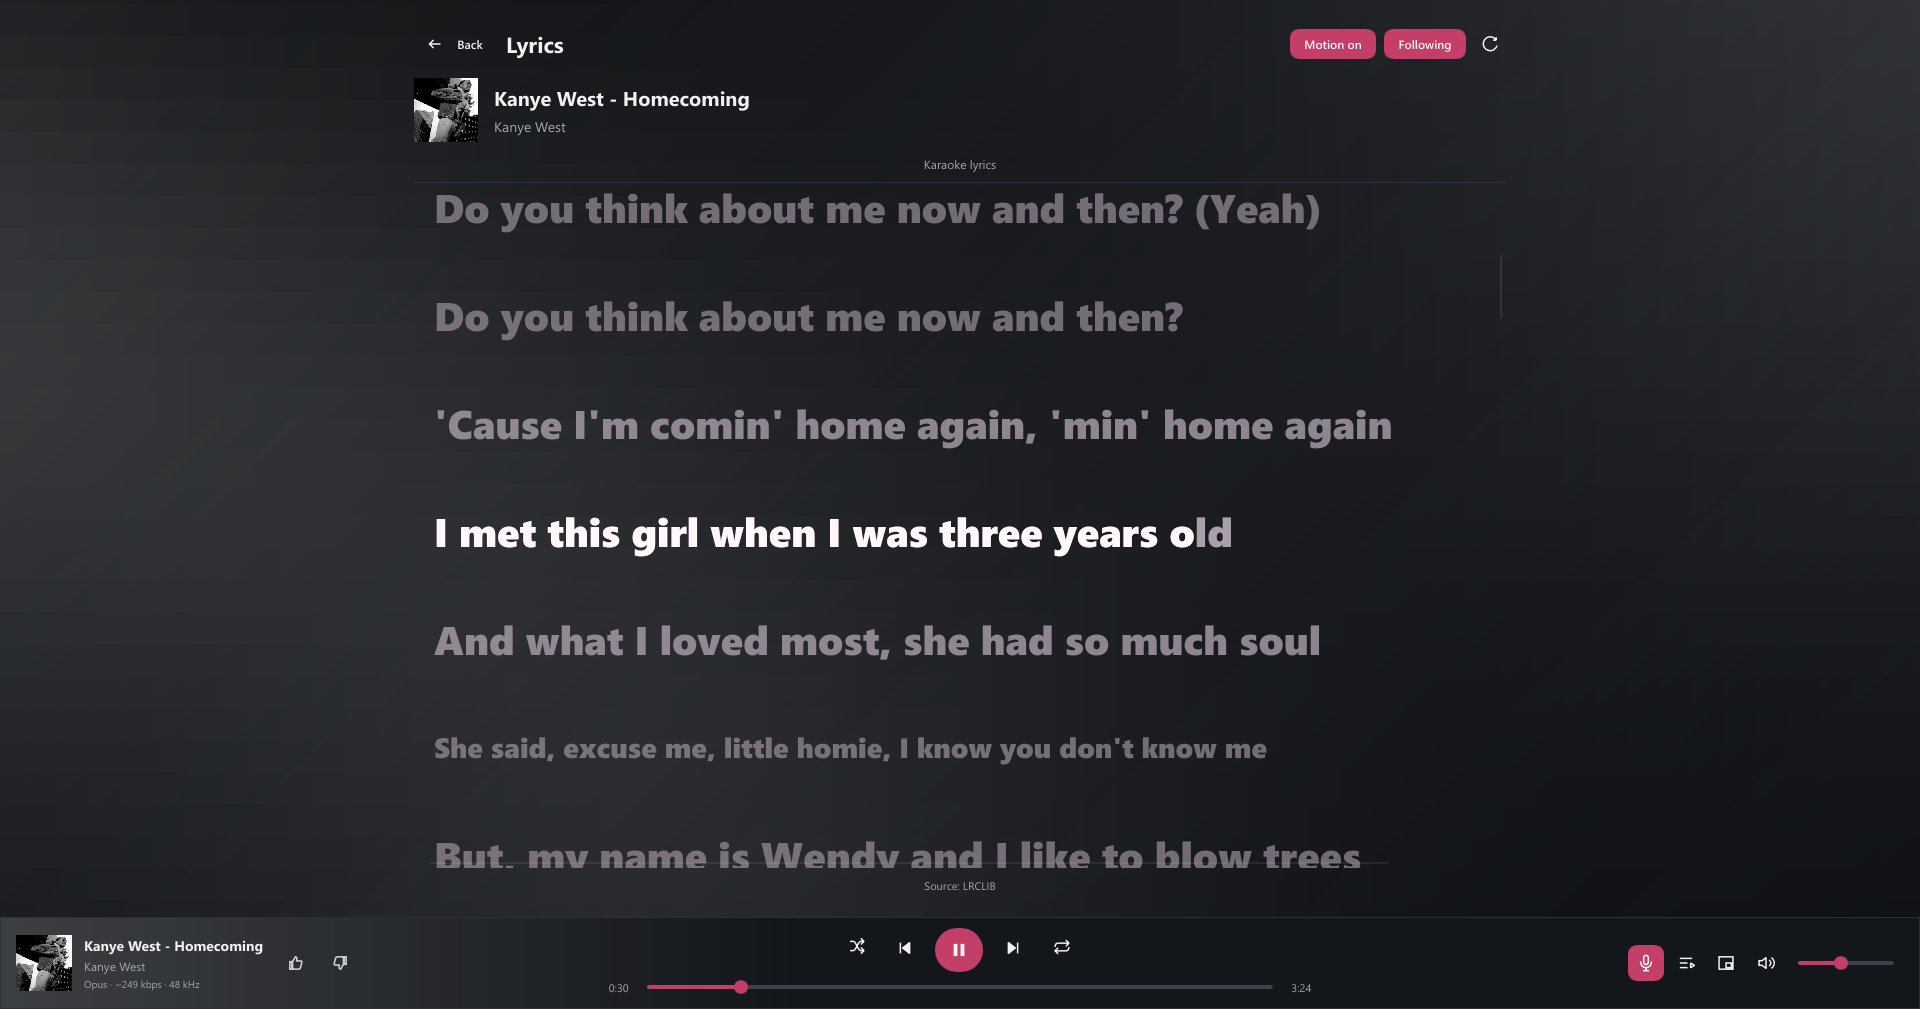 Back
Lyrics
Motion on
Following
Kanye West - Homecoming
Kanye West
Karaoke lyrics
Do you think about me now and then? (Yeah)
Do you think about me now and then?
'Cause I'm comin' home again, 'min' home again
I met this girl when I was three years old
And what I loved most, she had so much soul
She said, excuse me, little homie, I know you don't know me
But, my name is Wendy and I like to blow trees
Source: LRCLIB
Kanye West - Homecoming
Kanye West
Opus · ~249 kbps · 48 kHz
0:30
3:24